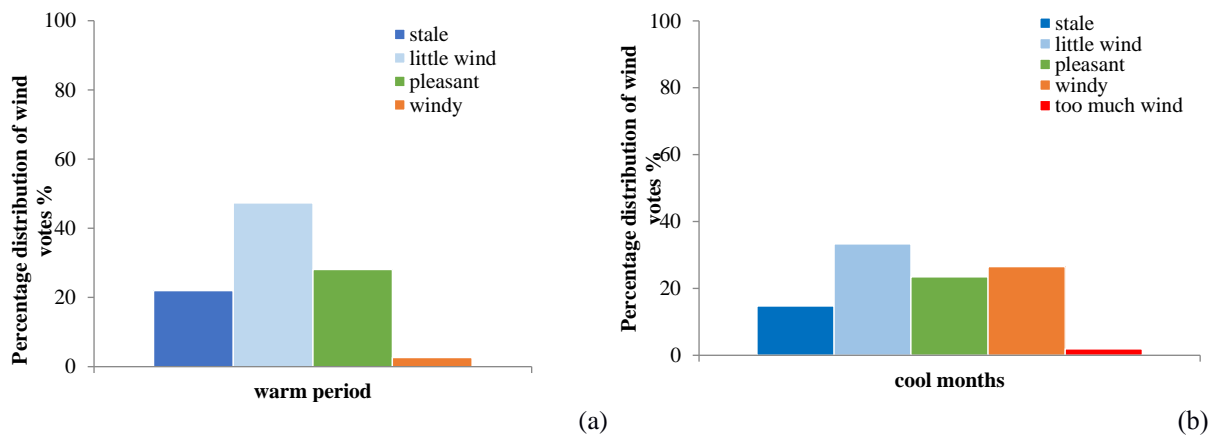 Percentage distribution of wind
votes %
100
80
60
40
20
0
stale
little wind
pleasant
windy
warm period
(a)
Percentage distribution of wind
votes %
100
80
60
40
20
0
stale
little wind
pleasant
windy
too much wind
cool months
(b)